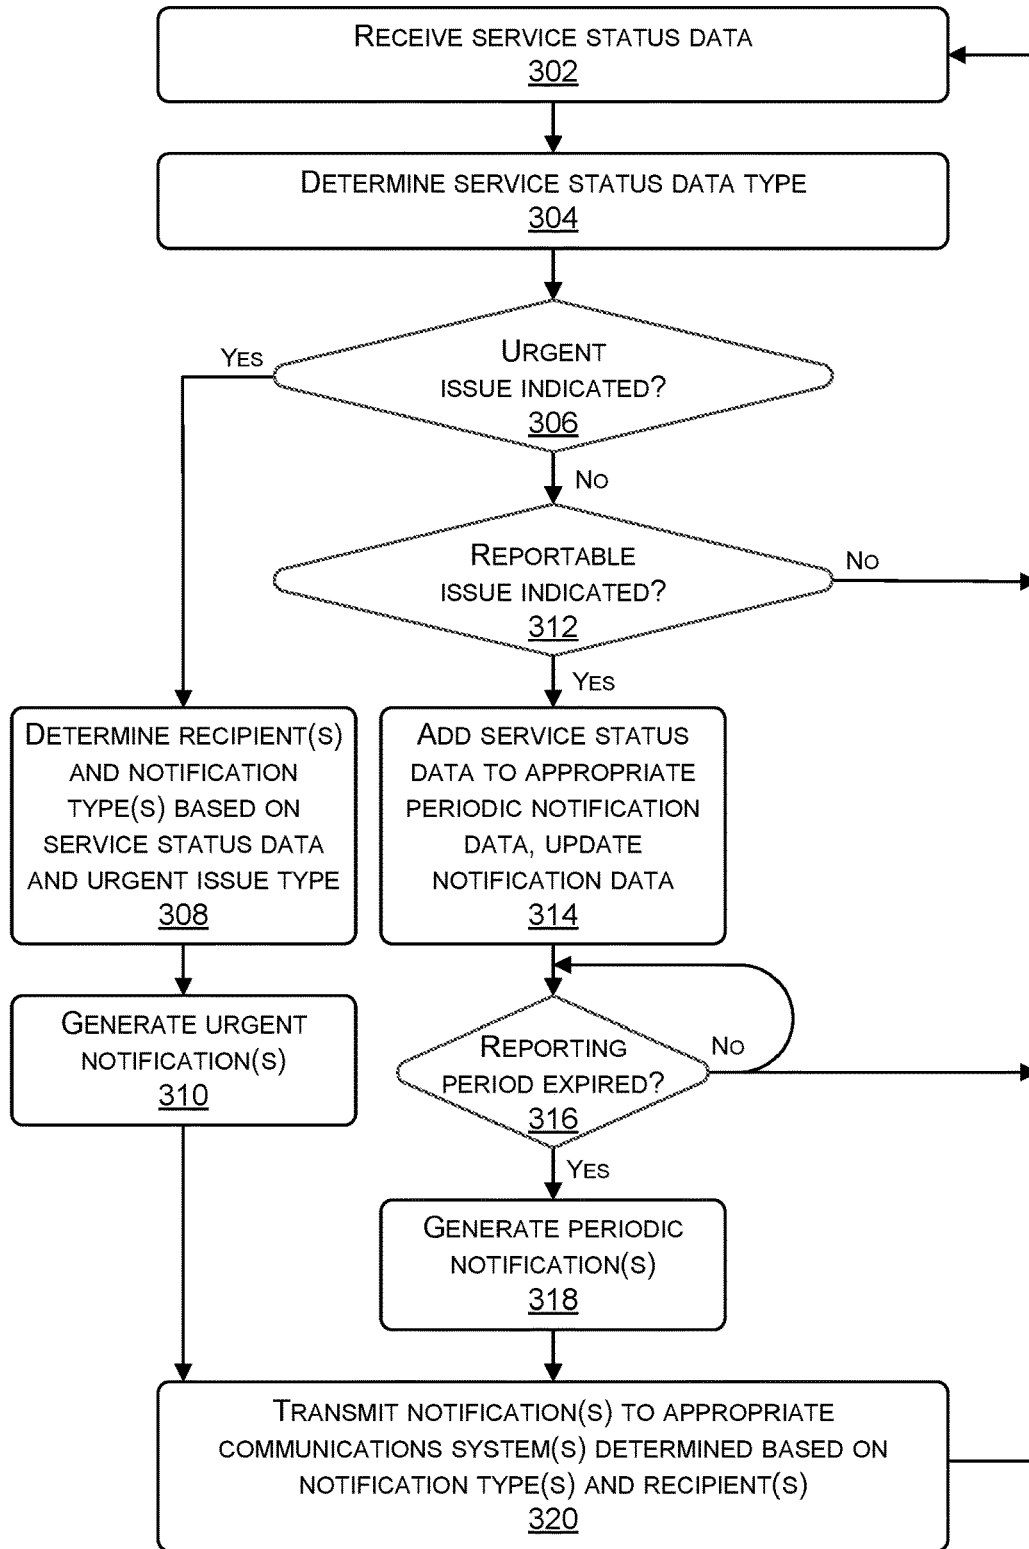 RECEIVE SERVICE STATUS DATA
302
DETERMINE SERVICE STATUS DATA TYPE
304
YES
URGENT
ISSUE INDICATED?
306
NO
REPORTABLE
ISSUE INDICATED?
312
NO
YES
DETERMINE RECIPIENT(S)
AND NOTIFICATION
TYPE(S) BASED ON
SERVICE STATUS DATA
AND URGENT ISSUE TYPE
308
ADD SERVICE STATUS
DATA TO APPROPRIATE
PERIODIC NOTIFICATION
DATA, UPDATE
NOTIFICATION DATA
314
GENERATE URGENT
NOTIFICATION(S)
310
REPORTING
PERIOD EXPIRED?
316
NO
YES
GENERATE PERIODIC
NOTIFICATION(S)
318
TRANSMIT NOTIFICATION(S) TO APPROPRIATE
COMMUNICATIONS SYSTEM(S) DETERMINED BASED ON
NOTIFICATION TYPE(S) AND RECIPIENT(S)
320